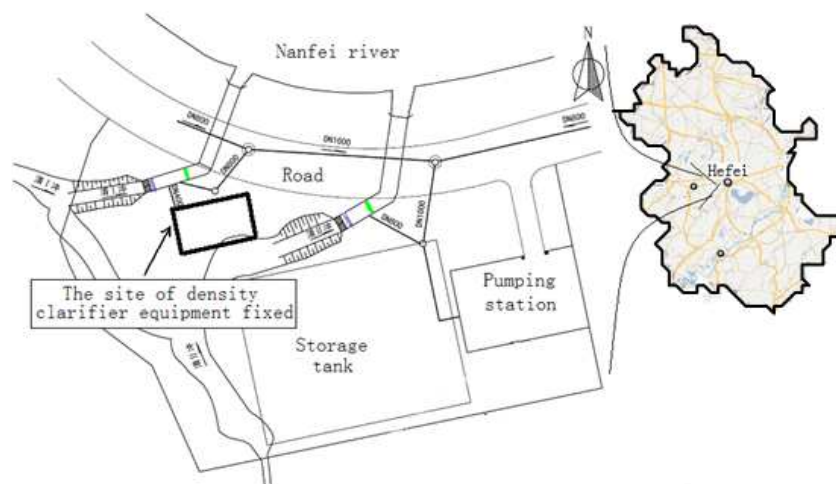 Nanfei river
N
DN600
DN1000
DN600
DN600
Road
Hefei
DN600
DN1000
The site of density
clarifier equipment fixed
Pumping
station
Storage
tank